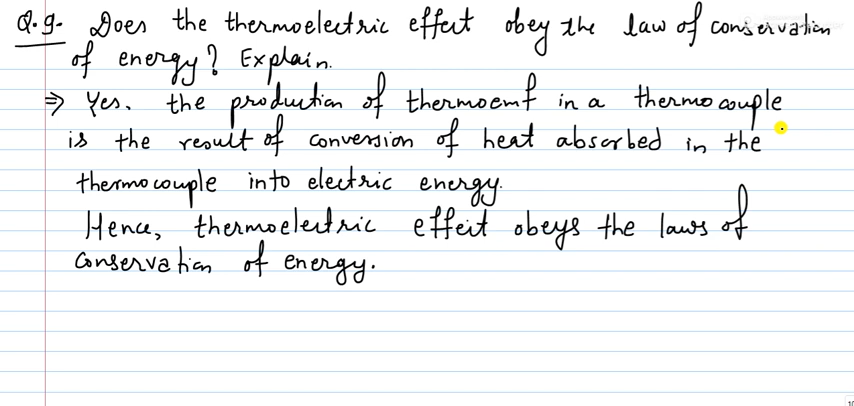 Q.9. Does the thermoelectric effect obey the law of conservation
of energy? Explain.
⇒ Yes, the production of thermoemf in a thermocouple
is the result of conversion of heat absorbed in the
thermocouple into electric energy.
Hence, thermoelectric effect obeys the laws of
conservation of energy.